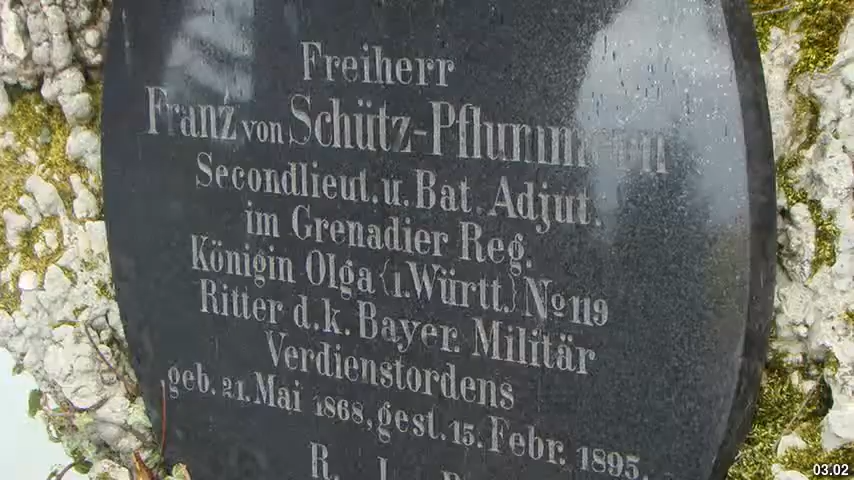 Freiherr
Franz von Schütz-Pflummern
Secondlieut. u. Bat. Adjut.
im Grenadier Reg.
Königin Olga {1. Württ.} No 119
Ritter d. k. Bayer. Militär
Verdienstordens
geb. 21. Mai 1868, gest. 15. Febr. 1895.
R. I.
03.02